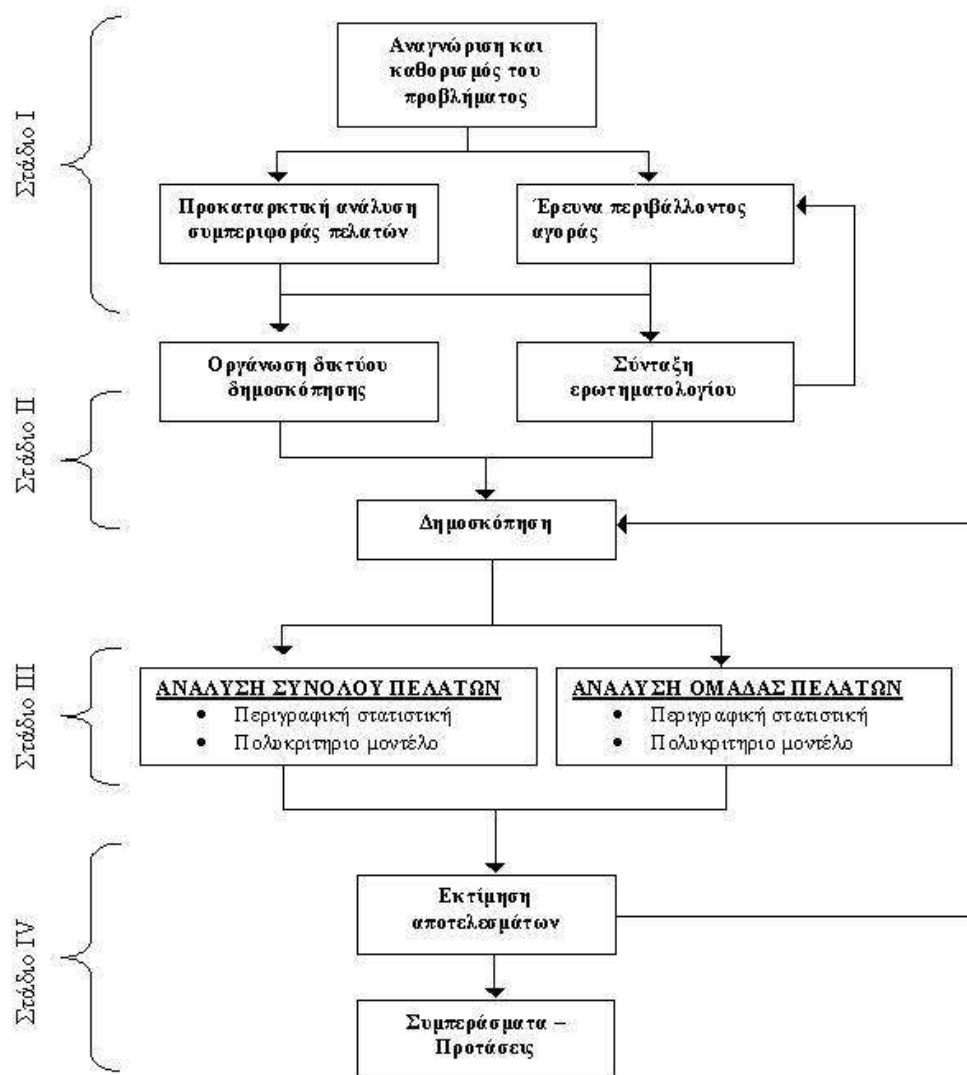 Στάδιο Ι
Αναγνώριση και
καθορισμός του
προβλήματος
Προκαταρκτική ανάλυση
συμπεριφοράς πελατών
Έρευνα περιβάλλοντος
αγοράς
Στάδιο ΙΙ
Οργάνωση δικτύου
δημοσκόπησης
Σύνταξη
ερωτηματολογίου
Δημοσκόπηση
Στάδιο ΙΙΙ
ΑΝΑΛΥΣΗ ΣΥΝΟΛΟΥ ΠΕΛΑΤΩΝ
• Περιγραφική στατιστική
• Πολυκριτηριο μοντέλο
ΑΝΑΛΥΣΗ ΟΜΑΔΑΣ ΠΕΛΑΤΩΝ
• Περιγραφική στατιστική
• Πολυκριτηριο μοντέλο
Στάδιο IV
Εκτίμηση
αποτελεσμάτων
Συμπεράσματα –
Προτάσεις